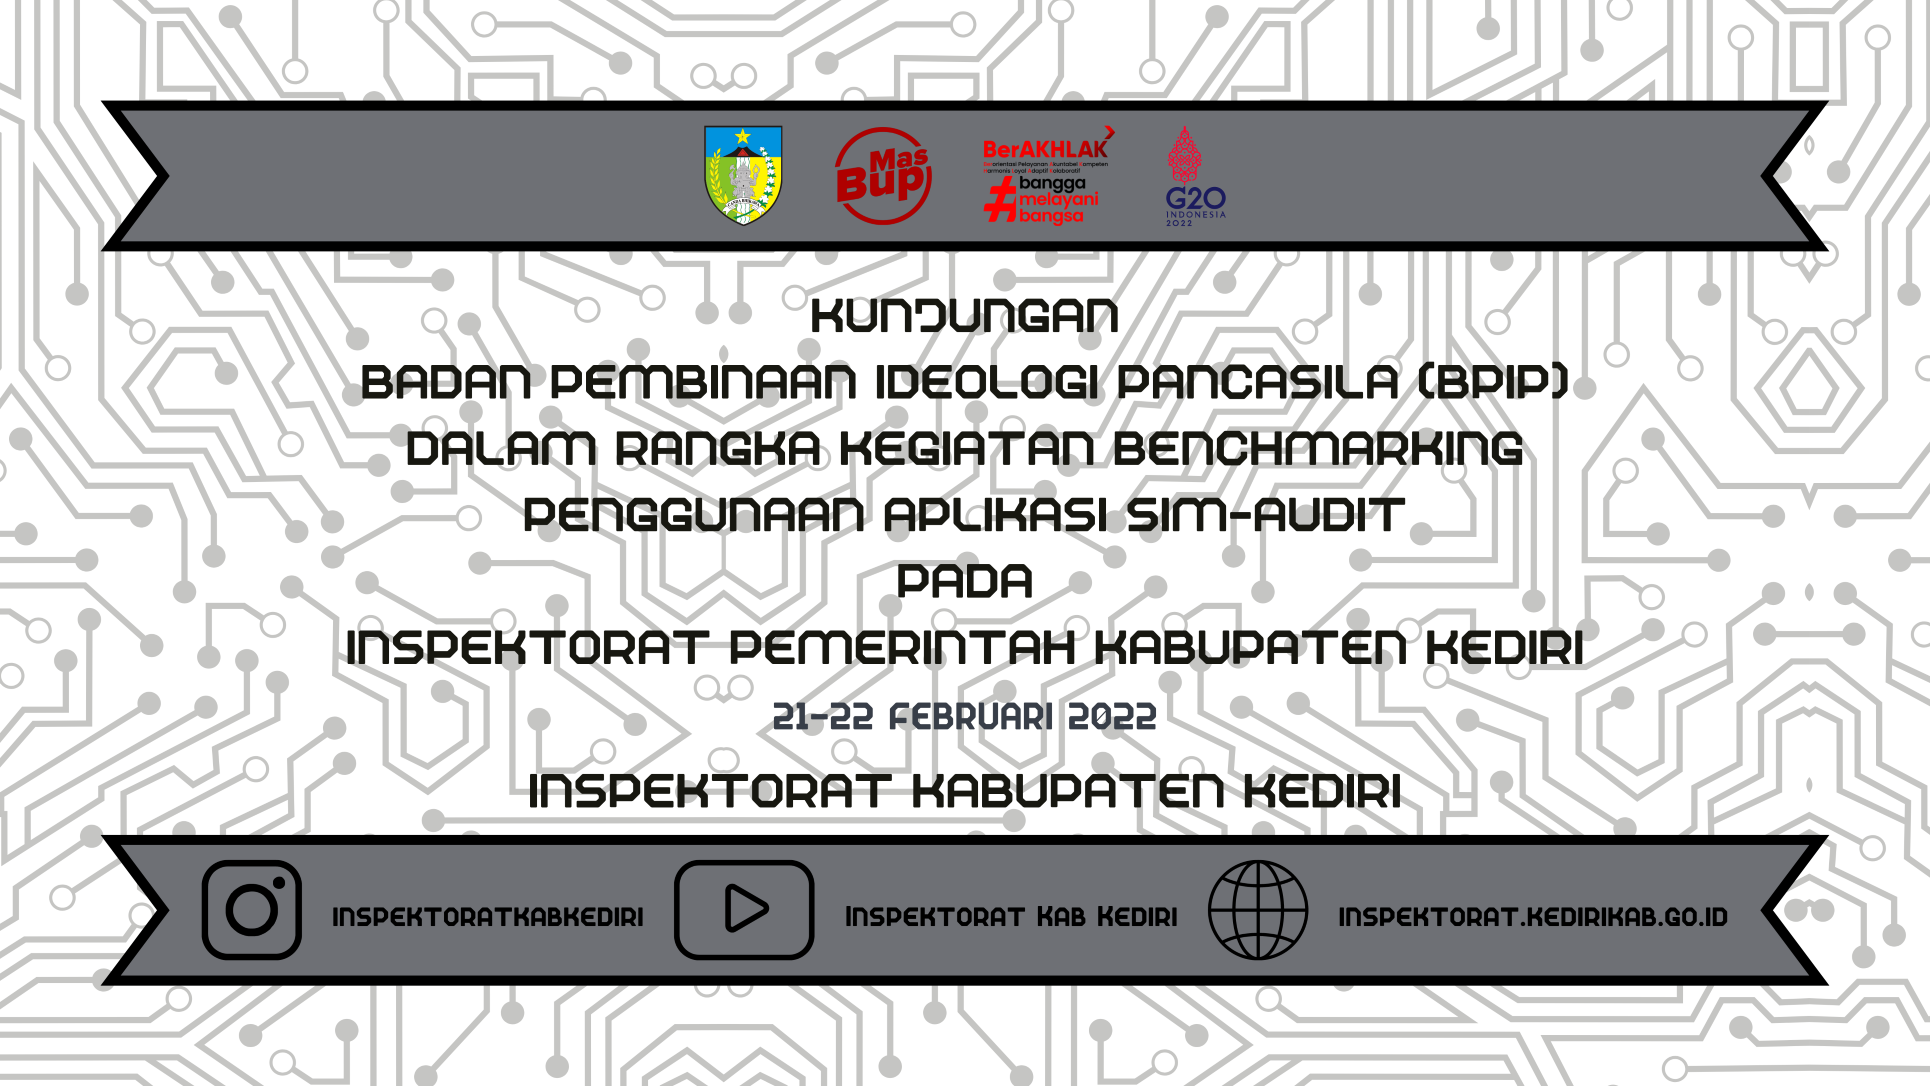 Mas
Bup
BerAKHLAK
Berorientasi Pelayanan Akuntabel Kompeten
Harmonis Loyal Adaptif Kolaboratif
#bangga
melayani
bangsa
G20
INDONESIA
2022
KUNJUNGAN
BADAN PEMBINAAN IDEOLOGI PANCASILA (BPIP)
DALAM RANGKA KEGIATAN BENCHMARKING
PENGGUNAAN APLIKASI SIM-AUDIT
PADA
INSPEKTORAT PEMERINTAH KABUPATEN KEDIRI
21-22 FEBRUARI 2022
INSPEKTORAT KABUPATEN KEDIRI
INSPEKTORATKABKEDIRI
INSPEKTORAT KAB KEDIRI
INSPEKTORAT.KEDIRIKAB.GO.ID